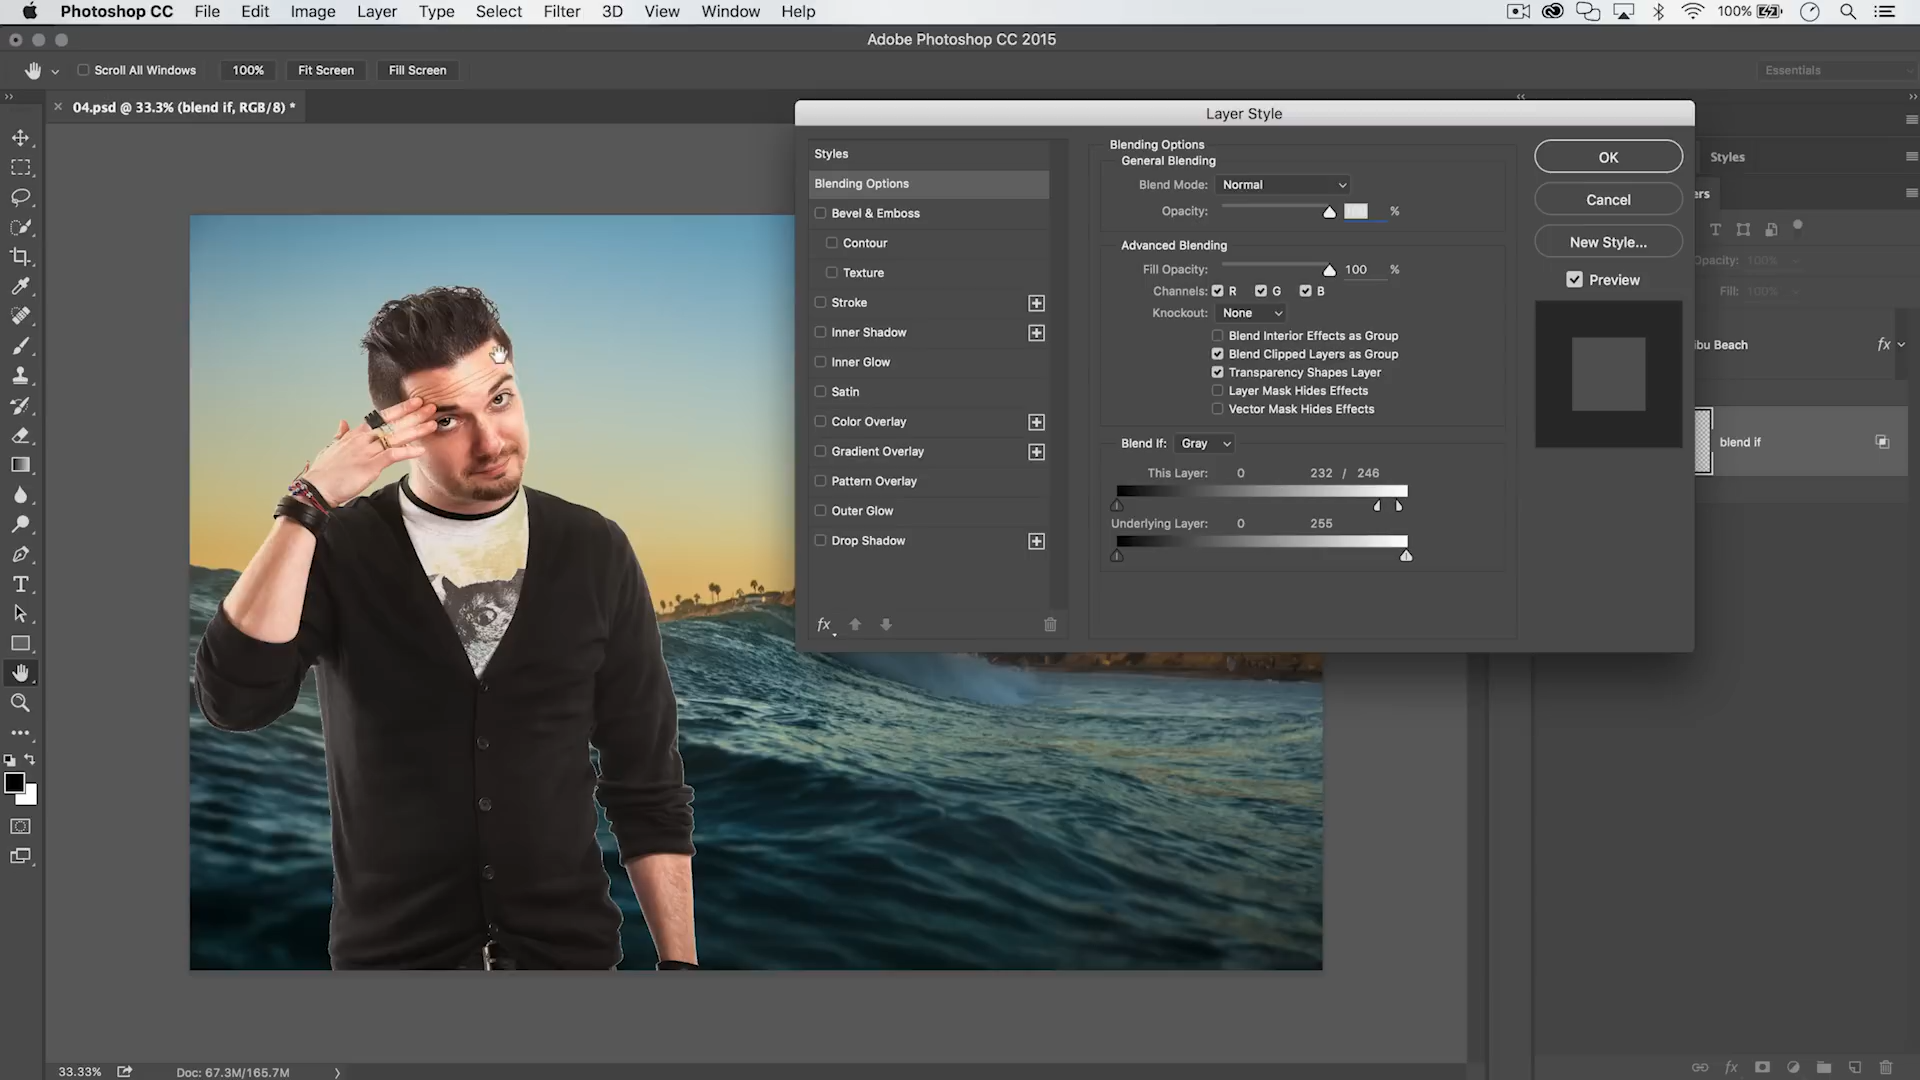 Photoshop CC File Edit Image Layer Type Select Filter 3D View Window Help 100%
Adobe Photoshop CC 2015
Scroll All Windows 100% Fit Screen Fill Screen Essentials
04.psd @ 33.3% (blend if, RGB/8) *
Layer Style
Styles
Blending Options
Bevel & Emboss
Contour
Texture
Stroke
Inner Shadow
Inner Glow
Satin
Color Overlay
Gradient Overlay
Pattern Overlay
Outer Glow
Drop Shadow
fx
Blending Options
General Blending
Blend Mode: Normal
Opacity: %
Advanced Blending
Fill Opacity: 100 %
Channels: R G B
Knockout: None
Blend Interior Effects as Group
Blend Clipped Layers as Group
Transparency Shapes Layer
Layer Mask Hides Effects
Vector Mask Hides Effects
Blend If: Gray
This Layer: 0 232 / 246
Underlying Layer: 0 255
OK
Cancel
New Style...
Preview
Styles
ers
Opacity: 100%
Fill: 100%
ibu Beach fx
blend if
33.33% Doc: 67.3M/165.7M
fx